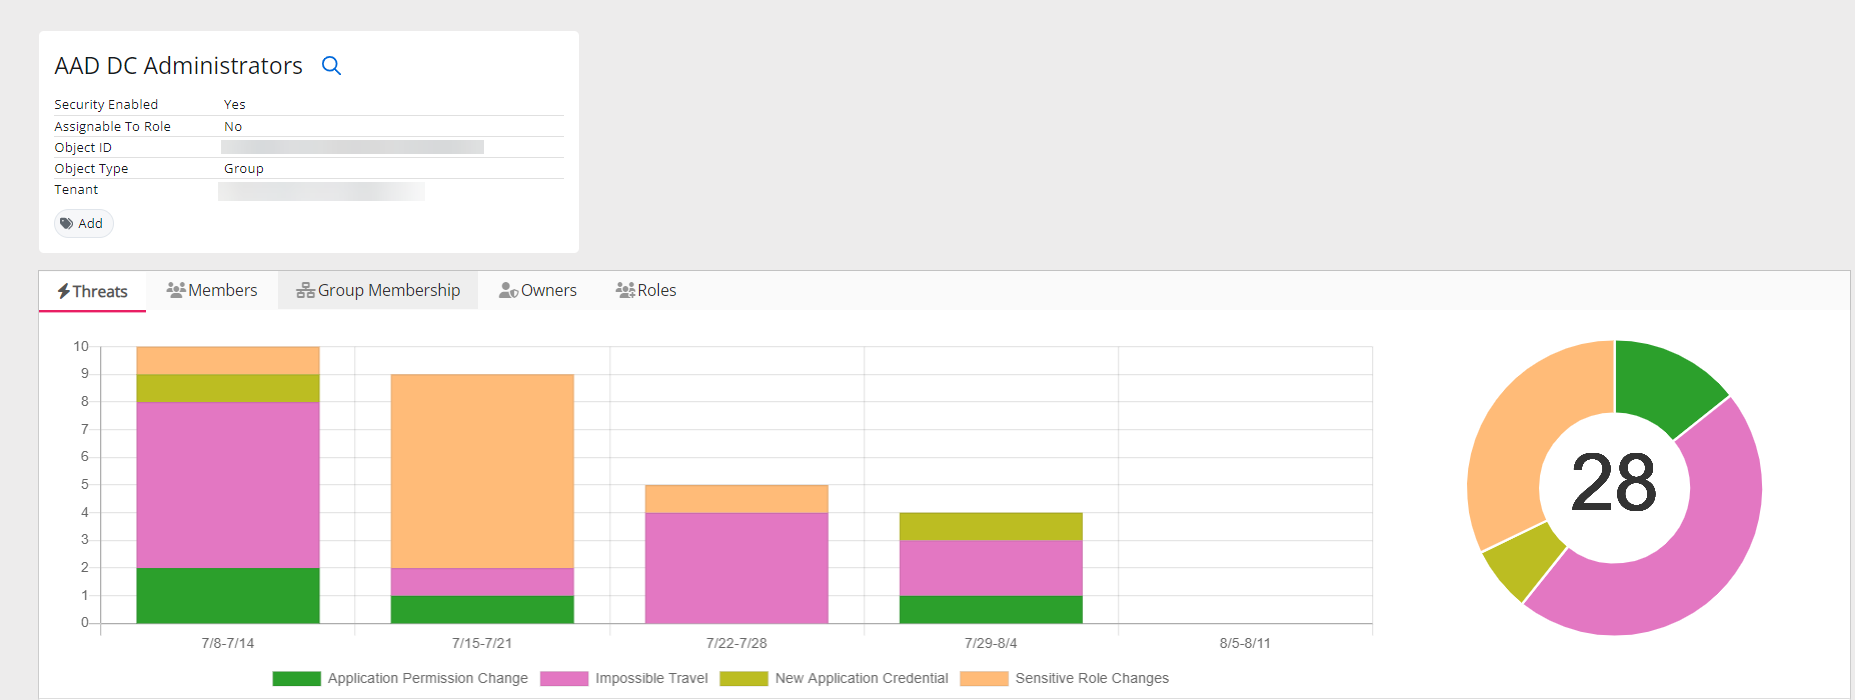 AAD DC Administrators
Security Enabled Yes
Assignable To Role No
Object ID
Object Type Group
Tenant
Add
Threats Members Group Membership Owners Roles
10
9
8
7
6
5
4
3
2
1
0
7/8-7/14 7/15-7/21 7/22-7/28 7/29-8/4 8/5-8/11
Application Permission Change Impossible Travel New Application Credential Sensitive Role Changes
28